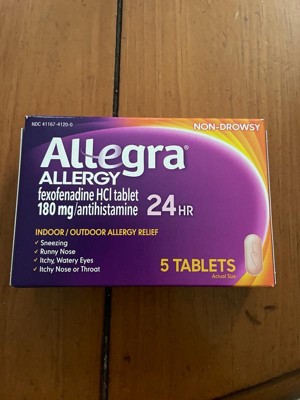 NDC 41167-4120-0
NON-DROWSY
Allegra®
ALLERGY
fexofenadine HCl tablet
180 mg/antihistamine
24 HR
INDOOR / OUTDOOR ALLERGY RELIEF
✓ Sneezing
✓ Runny Nose
✓ Itchy, Watery Eyes
✓ Itchy Nose or Throat
5 TABLETS
Actual Size